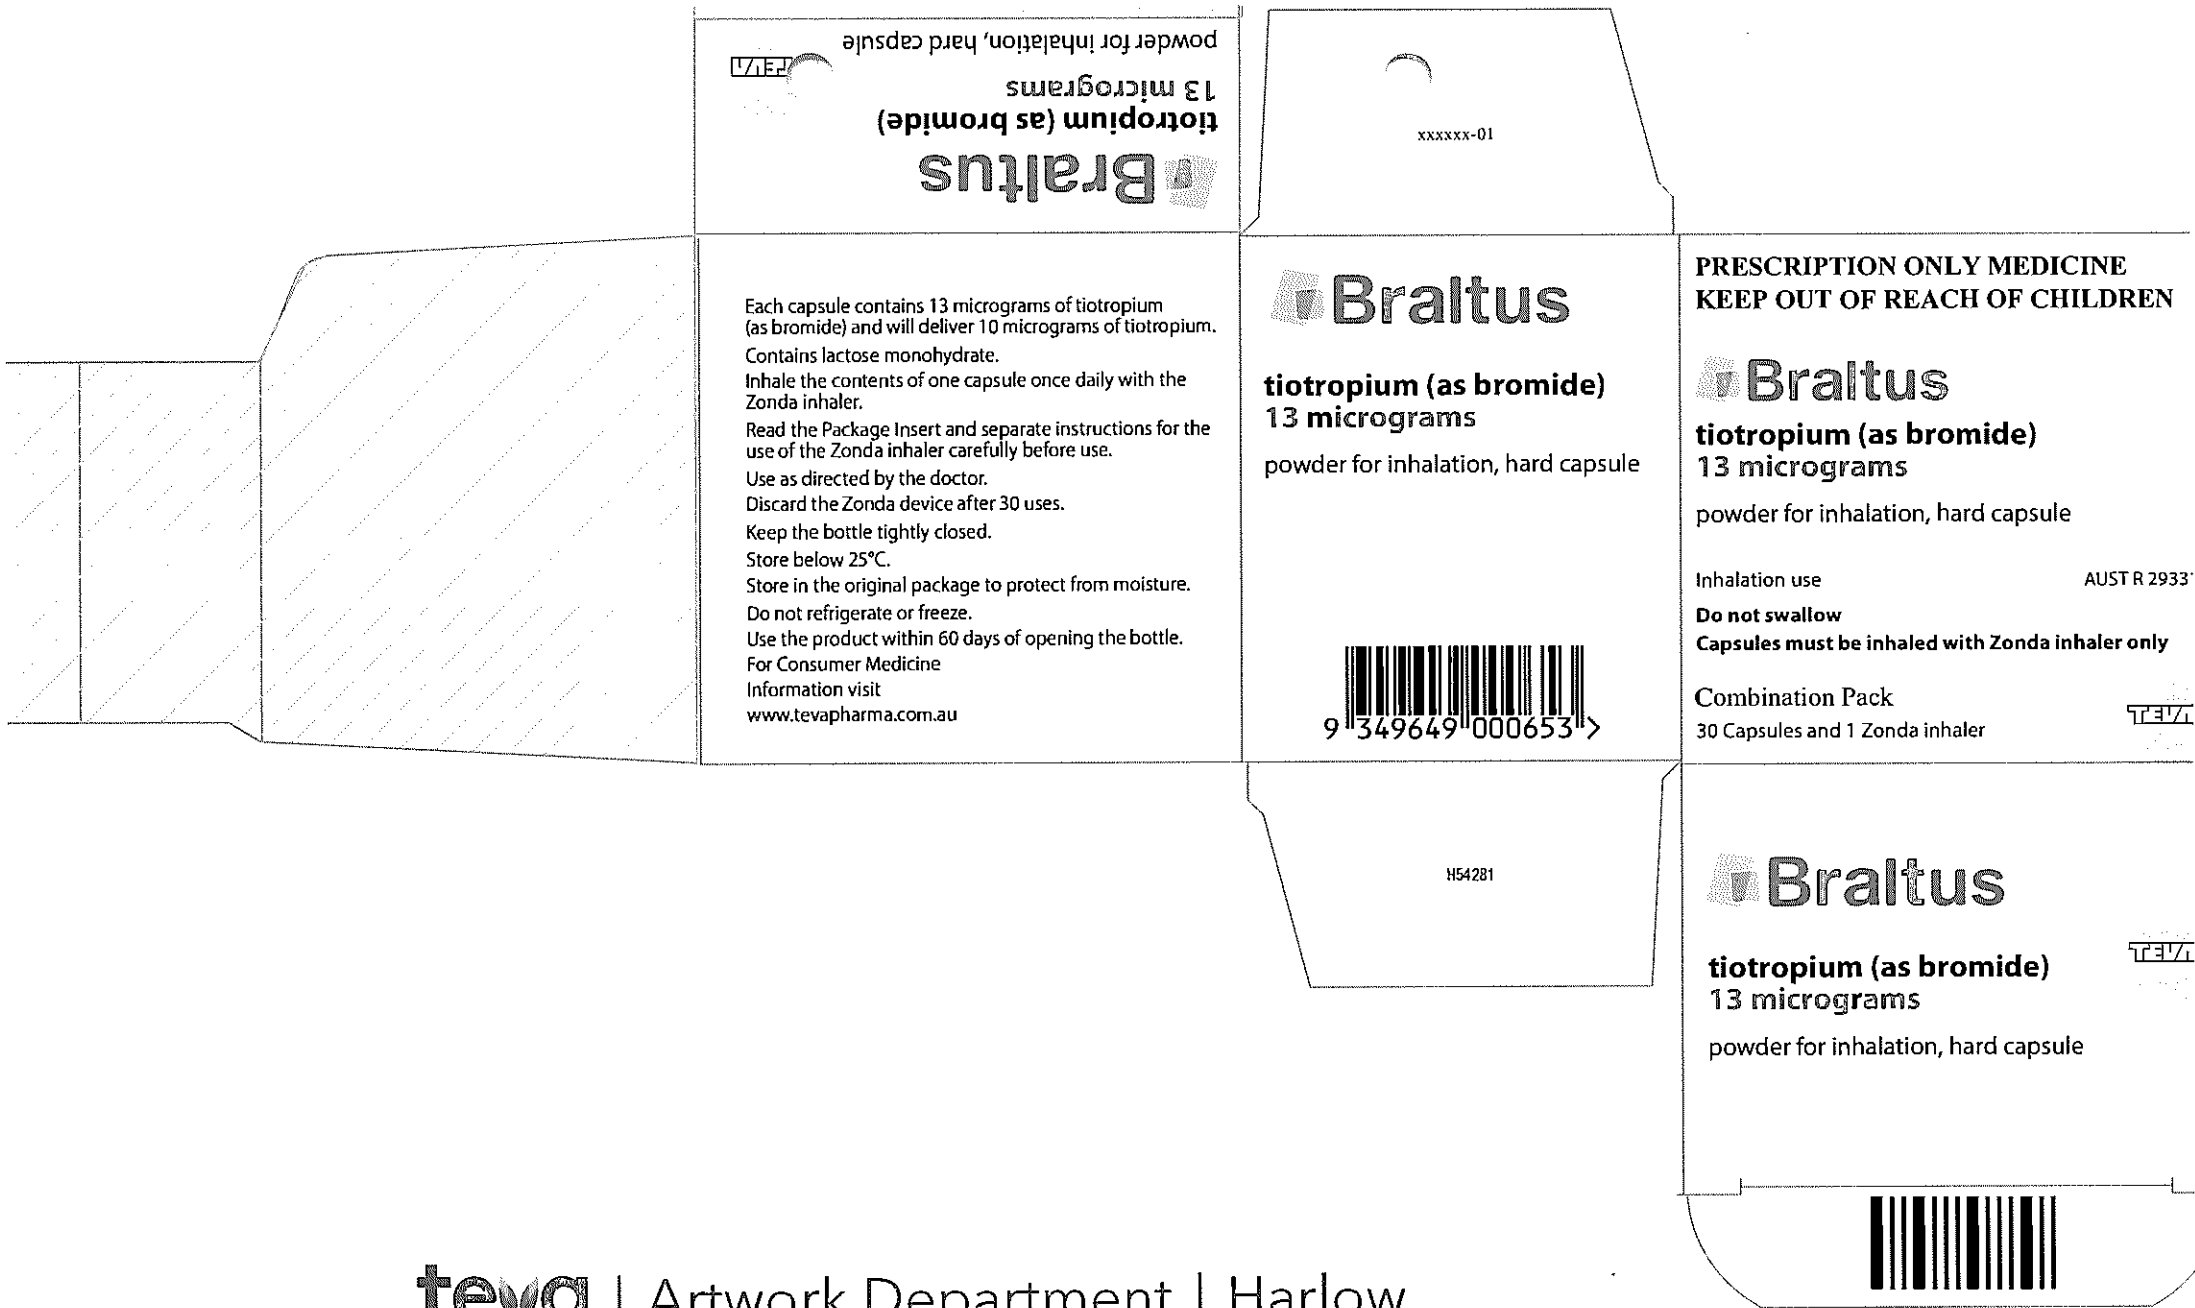 powder for inhalation, hard capsule
TEVA
13 micrograms
tiotropium (as bromide)
Braltus
xxxxxx-01
Each capsule contains 13 micrograms of tiotropium
(as bromide) and will deliver 10 micrograms of tiotropium.
Contains lactose monohydrate.
Inhale the contents of one capsule once daily with the
Zonda inhaler.
Read the Package Insert and separate instructions for the
use of the Zonda inhaler carefully before use.
Use as directed by the doctor.
Discard the Zonda device after 30 uses.
Keep the bottle tightly closed.
Store below 25°C.
Store in the original package to protect from moisture.
Do not refrigerate or freeze.
Use the product within 60 days of opening the bottle.
For Consumer Medicine
Information visit
www.tevapharma.com.au
Braltus
tiotropium (as bromide)
13 micrograms
powder for inhalation, hard capsule
9 349649 000653 >
PRESCRIPTION ONLY MEDICINE
KEEP OUT OF REACH OF CHILDREN
Braltus
tiotropium (as bromide)
13 micrograms
powder for inhalation, hard capsule
Inhalation use AUST R 2933
Do not swallow
Capsules must be inhaled with Zonda inhaler only
Combination Pack
30 Capsules and 1 Zonda inhaler
TEV
H54281
Braltus
TEV
tiotropium (as bromide)
13 micrograms
powder for inhalation, hard capsule
teva | Artwork Department | Harlow